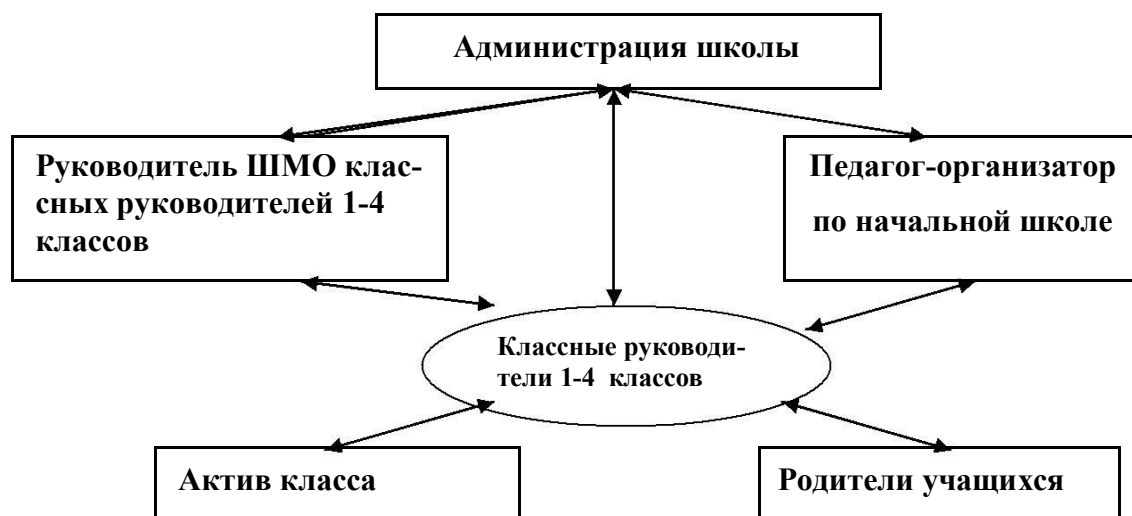 Администрация школы
Руководитель ШМО клас-
сных руководителей 1-4
классов
Педагог-организатор
по начальной школе
Классные руководи-
тели 1-4 классов
Актив класса
Родители учащихся